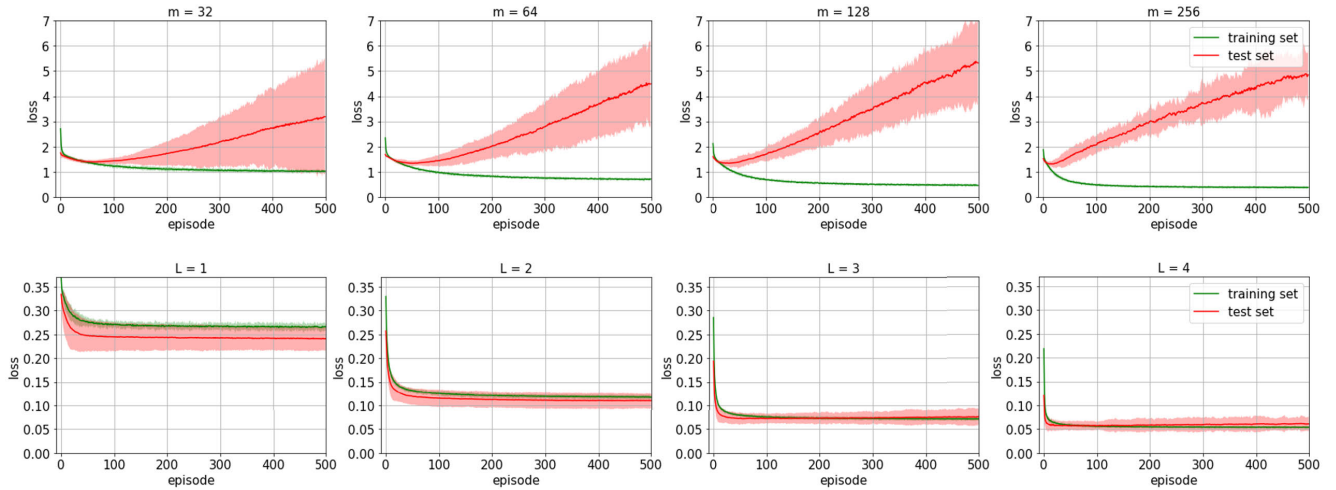 m = 32
7
6
5
4
3
2
1
0
loss
0 100 200 300 400 500
episode
m = 64
7
6
5
4
3
2
1
0
loss
0 100 200 300 400 500
episode
m = 128
7
6
5
4
3
2
1
0
loss
0 100 200 300 400 500
episode
m = 256
7
6
5
4
3
2
1
0
loss
training set
test set
0 100 200 300 400 500
episode
L = 1
0.35
0.30
0.25
0.20
0.15
0.10
0.05
0.00
loss
0 100 200 300 400 500
episode
L = 2
0.35
0.30
0.25
0.20
0.15
0.10
0.05
0.00
loss
0 100 200 300 400 500
episode
L = 3
0.35
0.30
0.25
0.20
0.15
0.10
0.05
0.00
loss
0 100 200 300 400 500
episode
L = 4
0.35
0.30
0.25
0.20
0.15
0.10
0.05
0.00
loss
training set
test set
0 100 200 300 400 500
episode